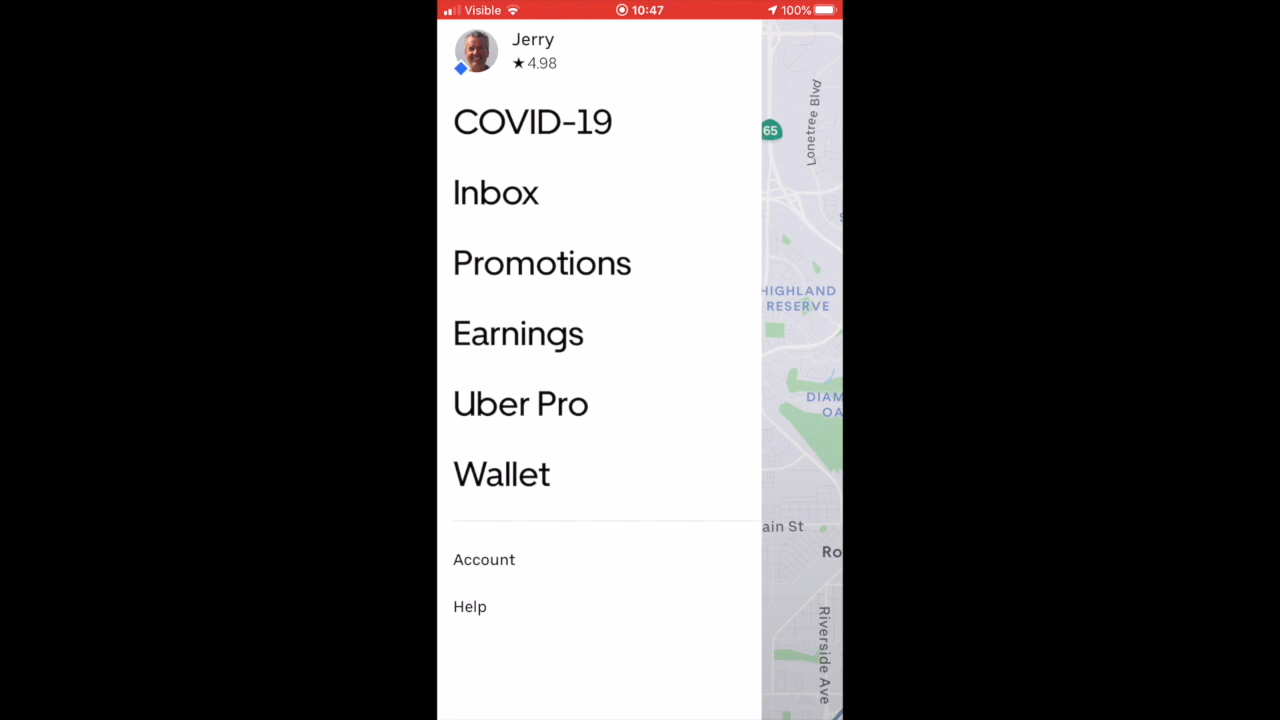 Visible 10:47 100%
Jerry
★ 4.98
COVID-19
Inbox
Promotions
Earnings
Uber Pro
Wallet
Account
Help
Lonetree Blvd
65
HIGHLAND
RESERVE
DIAM
OA
ain St
Ro
Riverside Ave